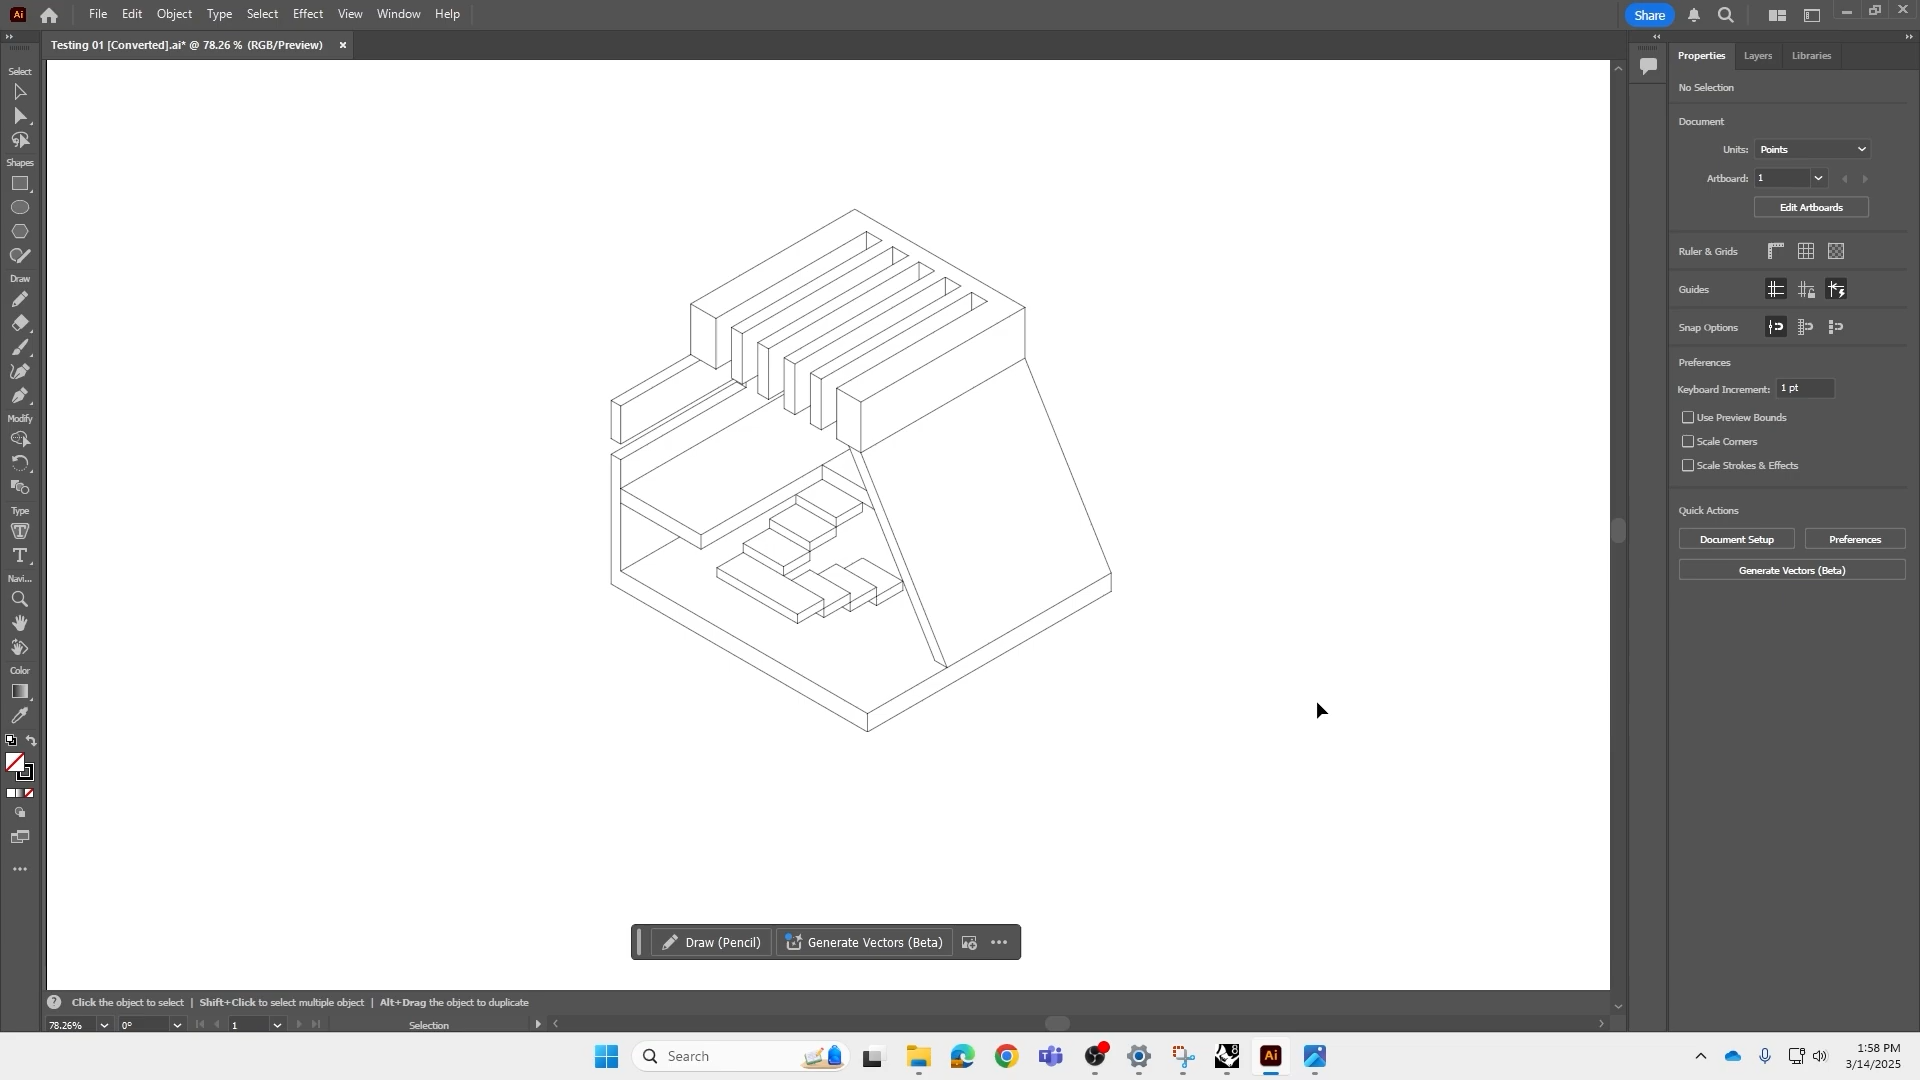 Ai File Edit Object Type Select Effect View Window Help Share
Testing 01 [Converted].ai* @ 78.26 % (RGB/Preview) ×
Select
Shapes
Draw
Modify
Type
Navi...
Color
Properties Layers Libraries
No Selection
Document
Units: Points
Artboard: 1
Edit Artboards
Ruler & Grids
Guides
Snap Options
Preferences
Keyboard Increment: 1 pt
Use Preview Bounds
Scale Corners
Scale Strokes & Effects
Quick Actions
Document Setup Preferences
Generate Vectors (Beta)
Draw (Pencil) Generate Vectors (Beta)
? Click the object to select | Shift+Click to select multiple object | Alt+Drag the object to duplicate
78.26% 0° 1 Selection
Search
8
Ai
1:58 PM
3/14/2025